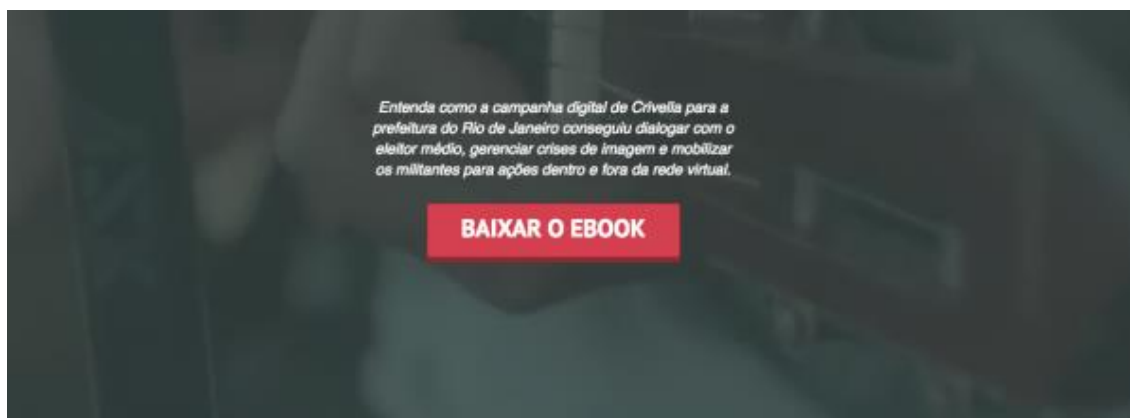 Entenda como a campanha digital de Crivella para a
prefeitura do Rio de Janeiro conseguiu dialogar com o
eleitor médio, gerenciar crises de imagem e mobilizar
os militantes para ações dentro e fora da rede virtual.
BAIXAR O EBOOK